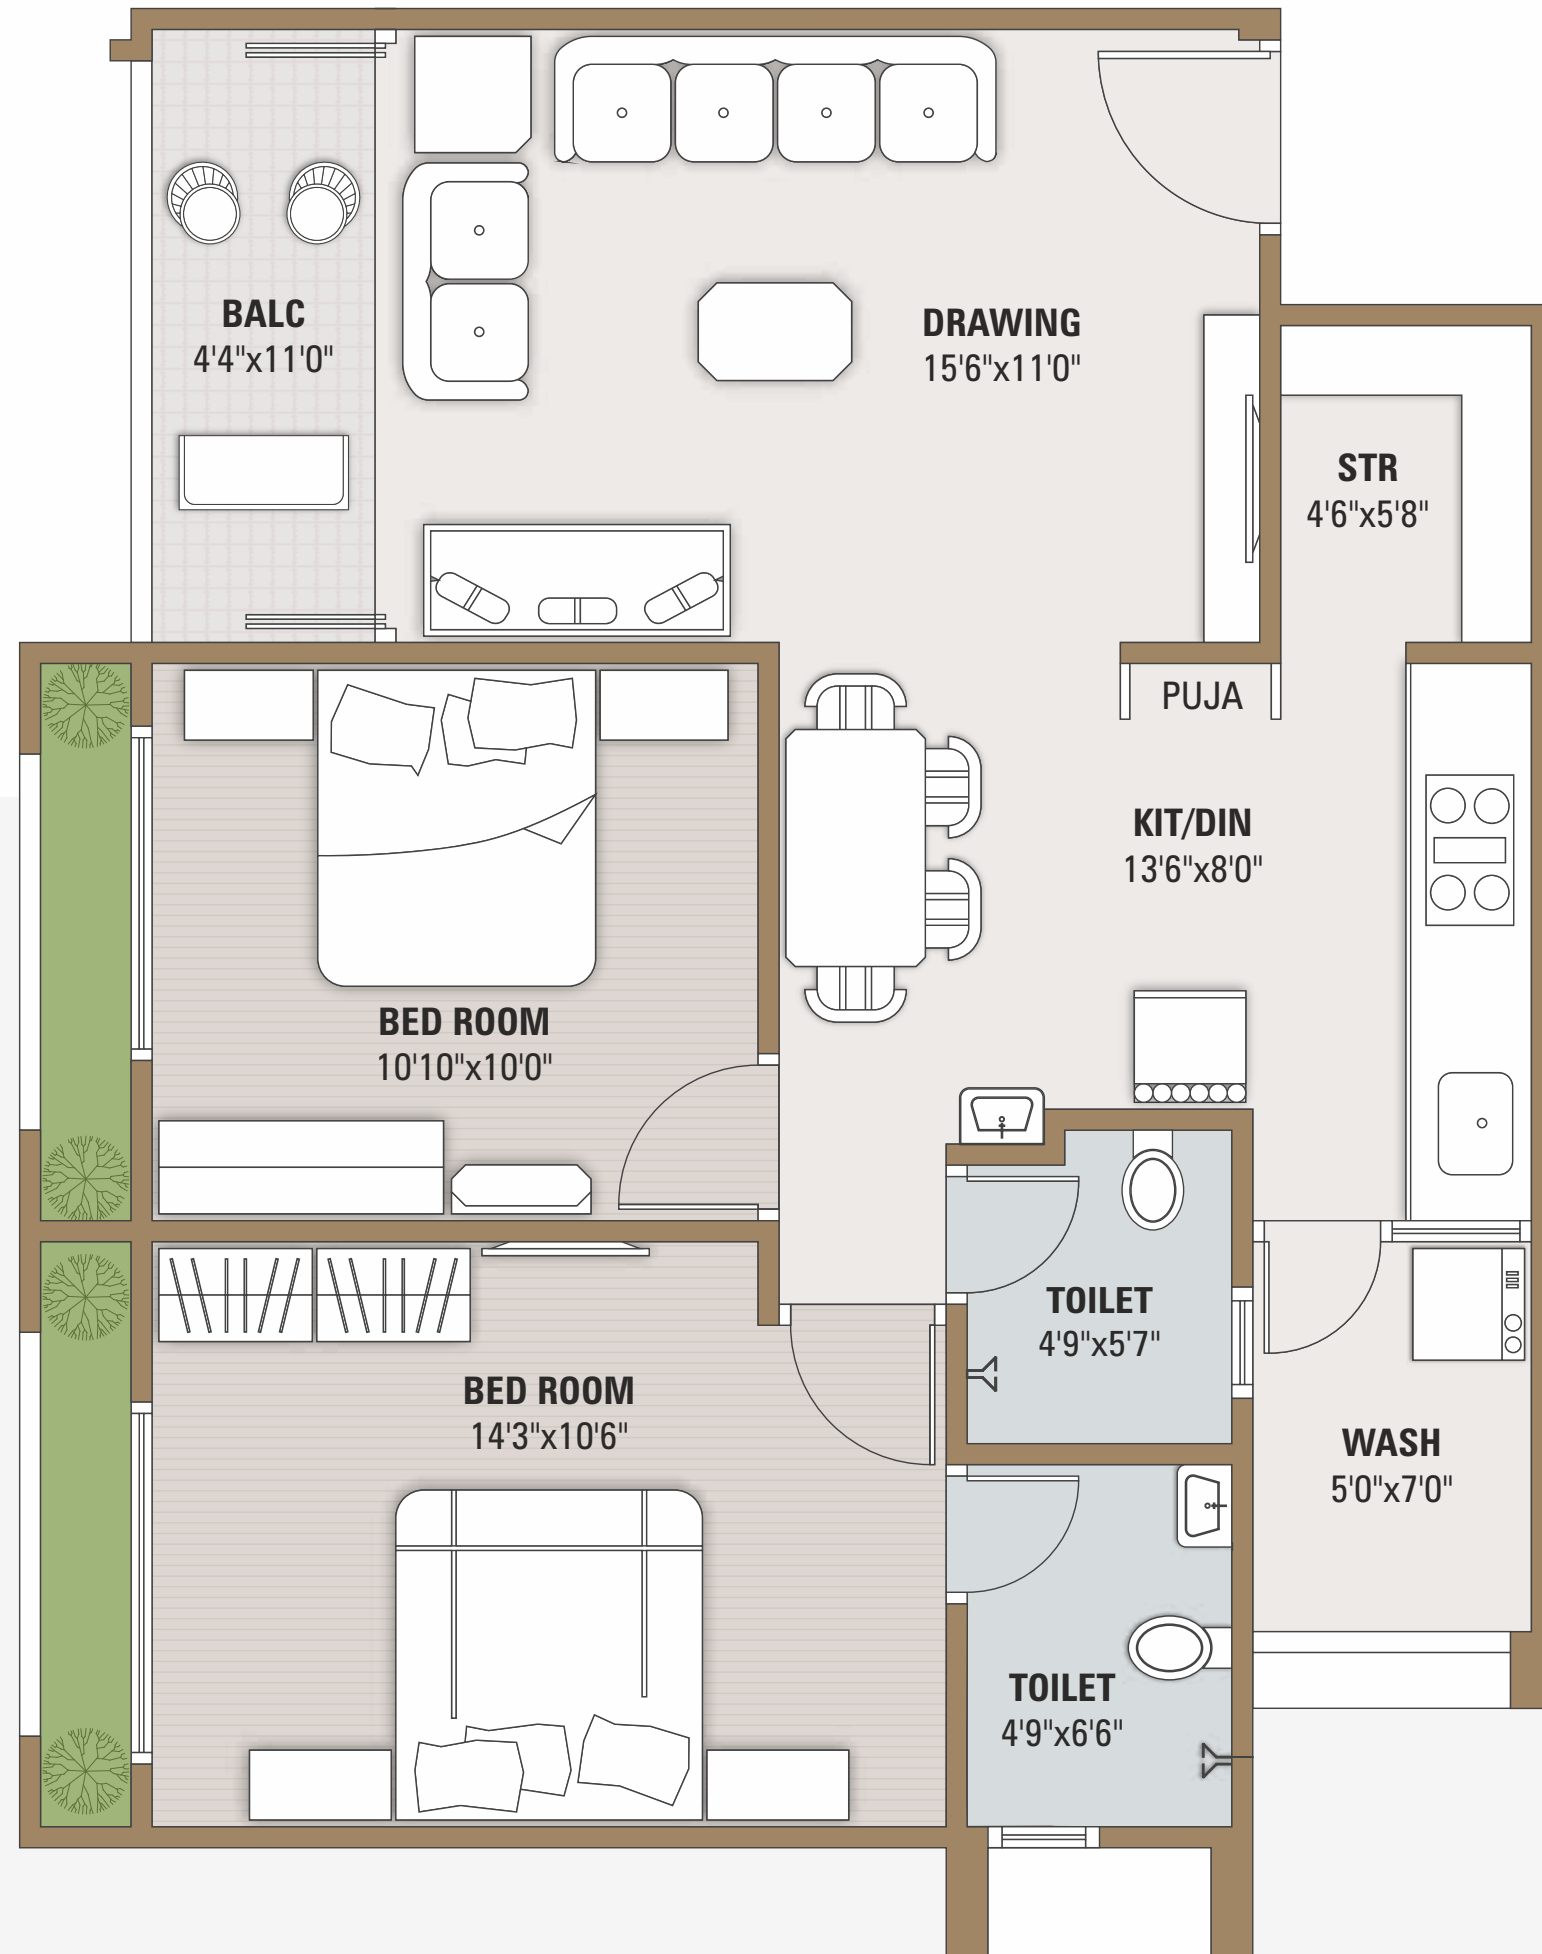 BALC
4'4"x11'0"
DRAWING
15'6"x11'0"
STR
4'6"x5'8"
PUJA
KIT/DIN
13'6"x8'0"
BED ROOM
10'10"x10'0"
TOILET
4'9"x5'7"
BED ROOM
14'3"x10'6"
WASH
5'0"x7'0"
TOILET
4'9"x6'6"